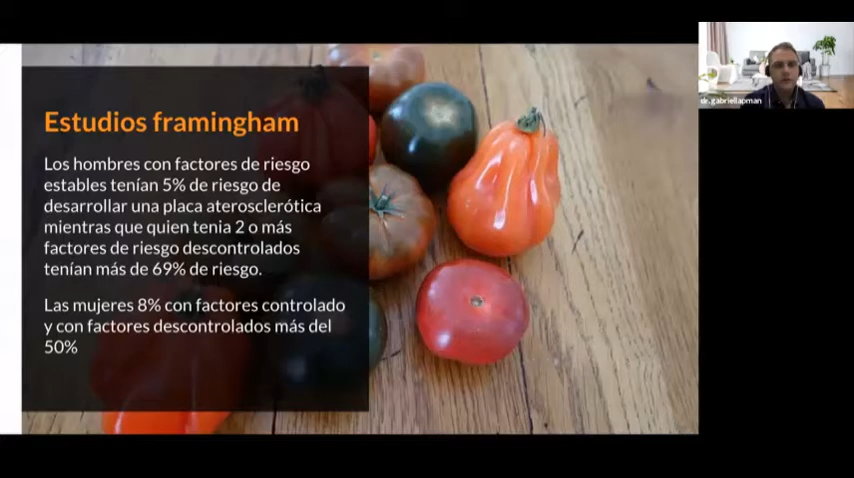 Estudios framingham
Los hombres con factores de riesgo
estables tenían 5% de riesgo de
desarrollar una placa aterosclerótica
mientras que quien tenia 2 o más
factores de riesgo descontrolados
tenían más de 69% de riesgo.
Las mujeres 8% con factores controlado
y con factores descontrolados más del
50%
dr.gabriellapman